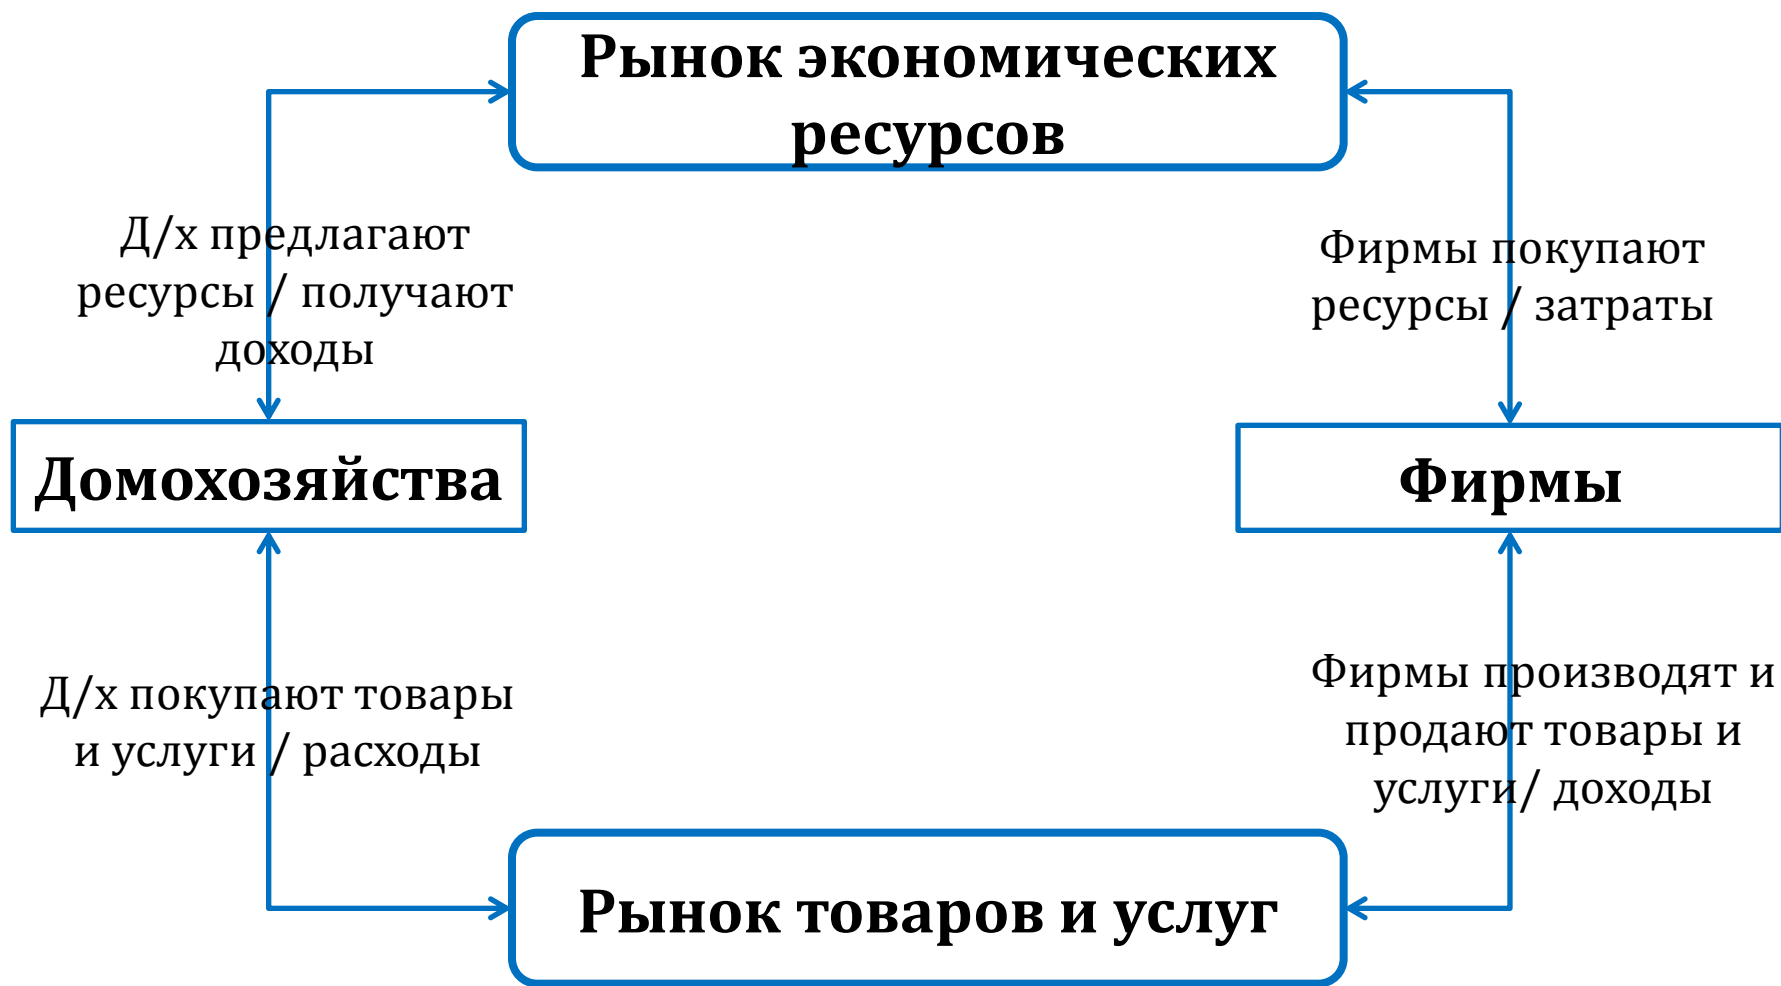 Рынок экономических
ресурсов
Д/х предлагают
ресурсы / получают
доходы
Фирмы покупают
ресурсы / затраты
Домохозяйства
Фирмы
Д/х покупают товары
и услуги / расходы
Фирмы производят и
продают товары и
услуги/ доходы
Рынок товаров и услуг